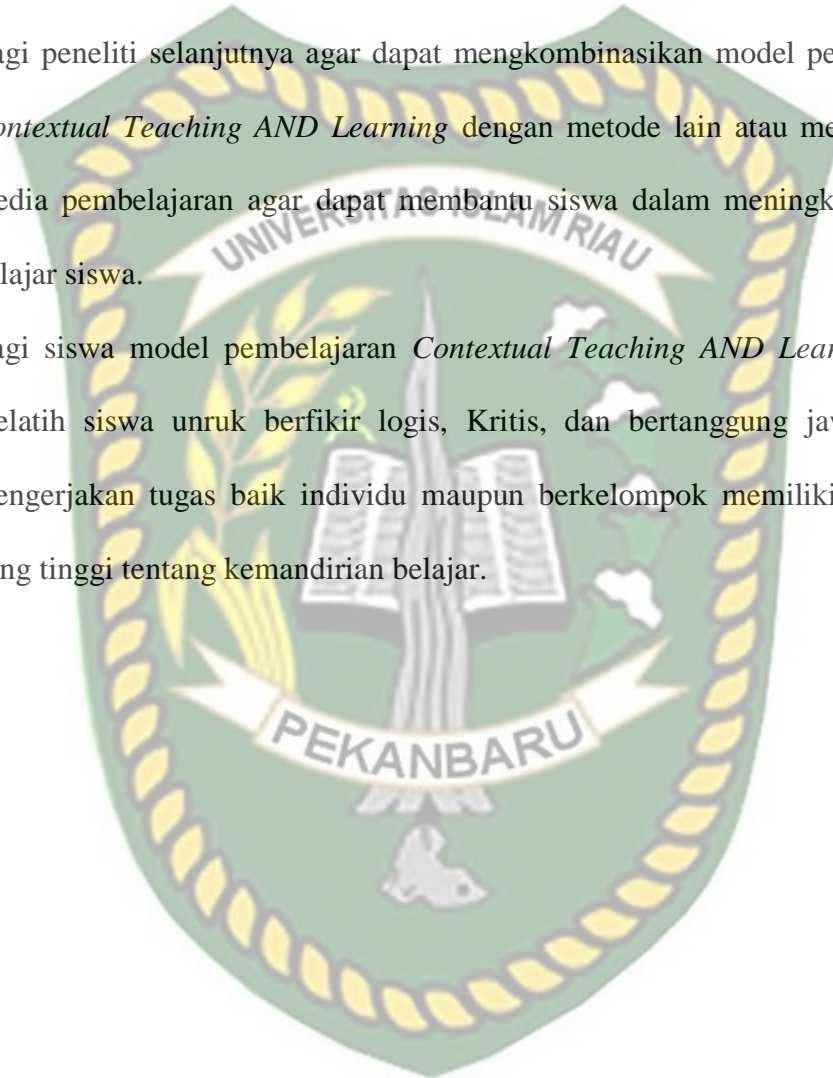 agi peneliti selanjutnya agar dapat mengkombinasikan model pe
ontextual Teaching AND Learning dengan metode lain atau me
edia pembelajaran agar dapat membantu siswa dalam meningk
UNIVERSITAS ISLAM RIAU
lajar siswa.
agi siswa model pembelajaran Contextual Teaching AND Lear
elatih siswa unruk berfikir logis, Kritis, dan bertanggung jaw
engerjakan tugas baik individu maupun berkelompok memiliki
ng tinggi tentang kemandirian belajar.
PEKANBARU